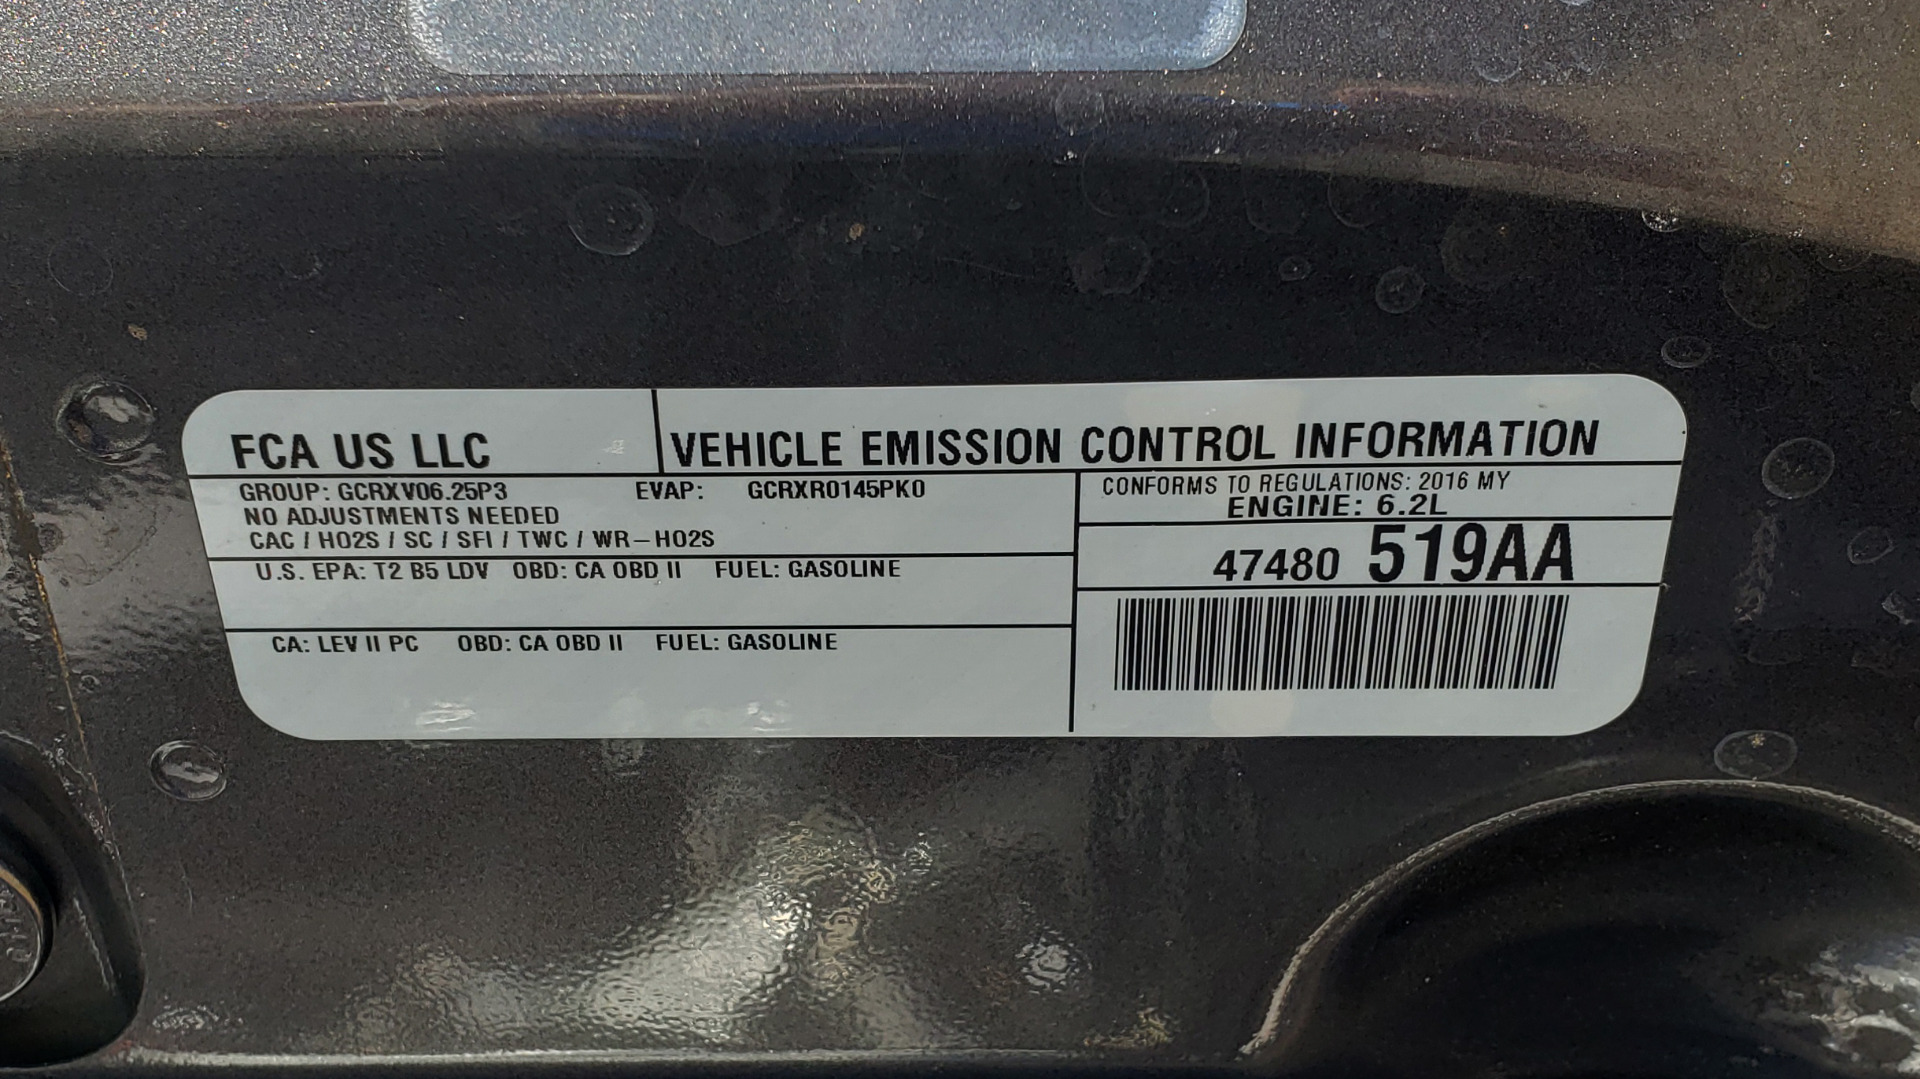 FCA US LLC VEHICLE EMISSION CONTROL INFORMATION
GROUP: GCRXV06.25P3 EVAP: GCRXR0145PK0
NO ADJUSTMENTS NEEDED
CAC / HO2S / SC / SFI / TWC / WR-HO2S
U.S. EPA: T2 B5 LDV OBD: CA OBD II FUEL: GASOLINE
CA: LEV II PC OBD: CA OBD II FUEL: GASOLINE
CONFORMS TO REGULATIONS: 2016 MY
ENGINE: 6.2L
47480 519AA